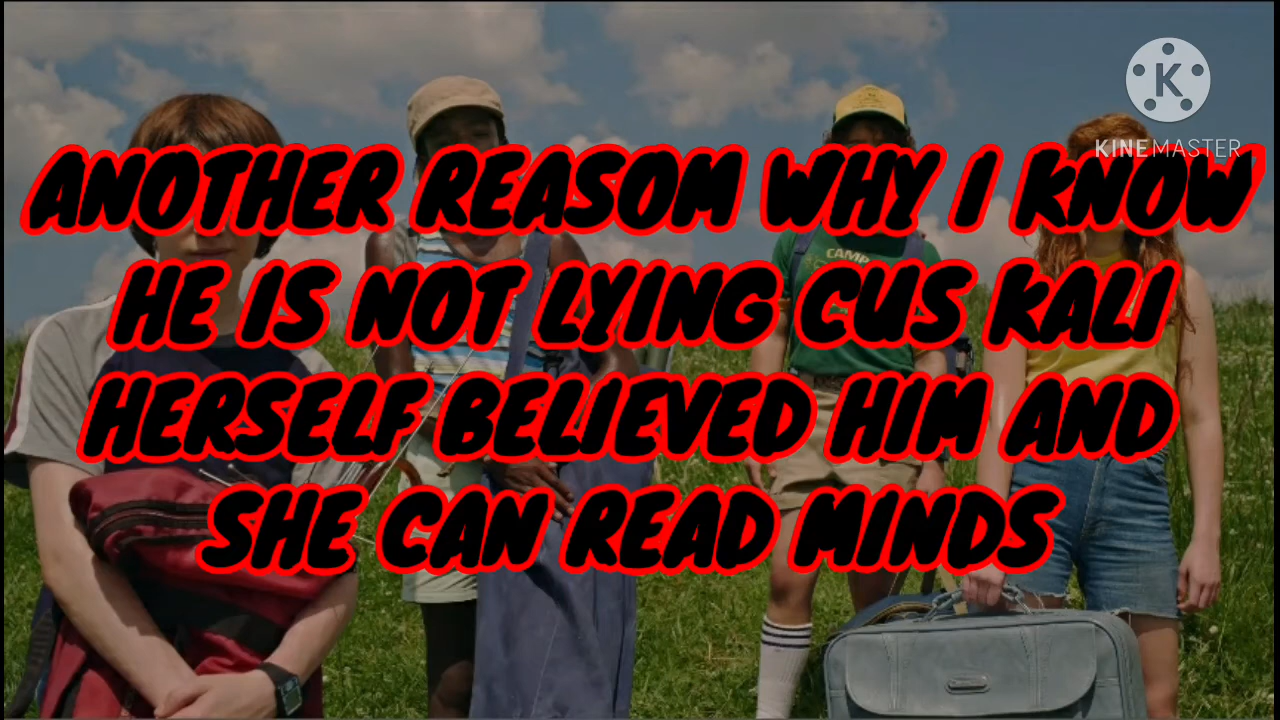 KINEMASTER
ANOTHER REASOM WHY I KNOW
HE IS NOT LYING CUS KALI
HERSELF BELIEVED HIM AND
SHE CAN READ MINDS
CAMP